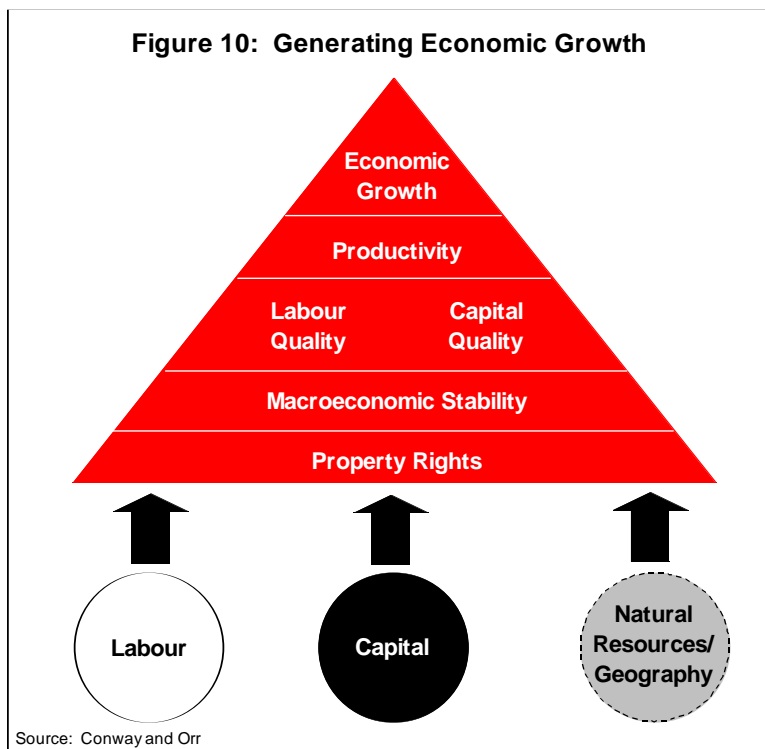 Figure 10: Generating Economic Growth
Economic
Growth
Productivity
Labour
Quality
Capital
Quality
Macroeconomic Stability
Property Rights
Labour
Capital
Natural
Resources/
Geography
Source: Conway and Orr